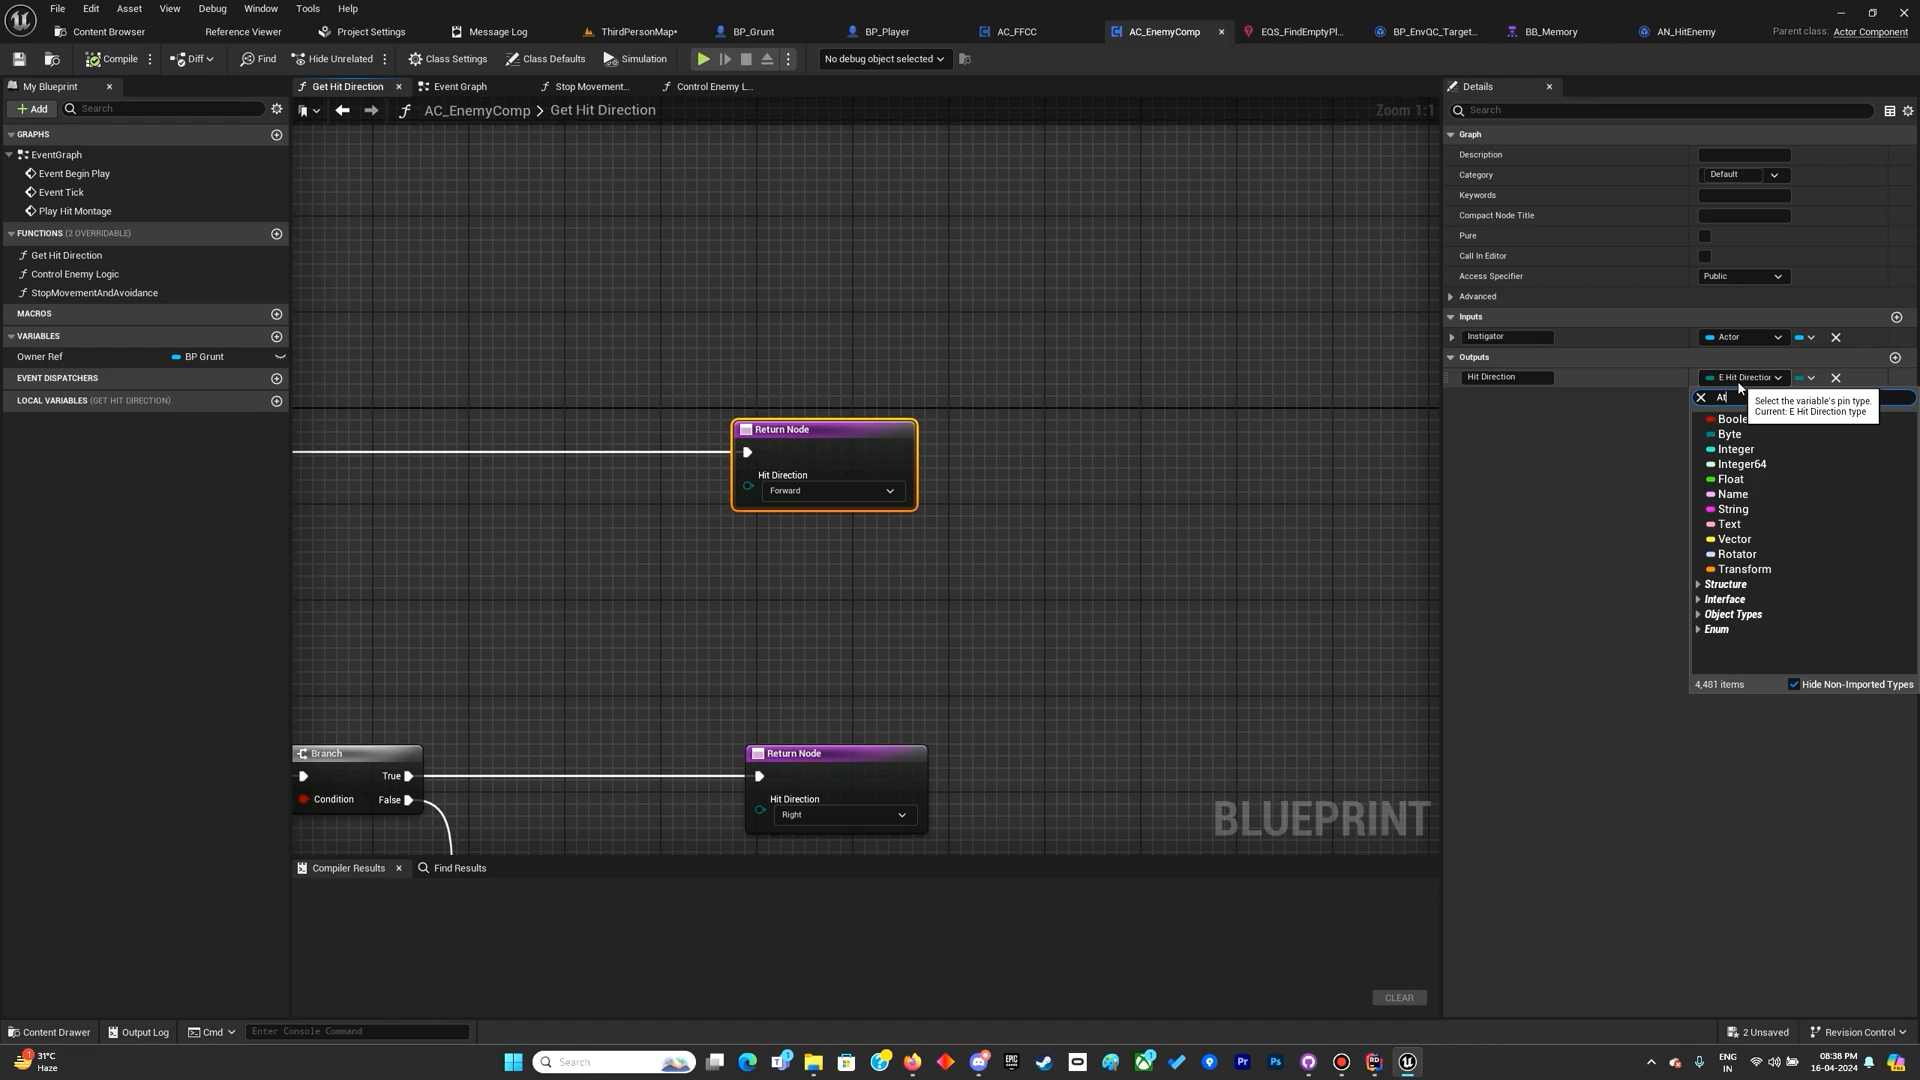 File Edit Asset View Window Debug Tools Help
Content Browser Reference Viewer Project Settings Message Log ThirdPersonMap* BP_Grunt BP_Player AC_FFCC AC_EnemyComp EQS_FindEmptyPl... BP_EnvQC_Target... BB_Memory AN_HitEnemy Parent class: Actor Component
Compile Diff Find Hide Unrelated Class Settings Class Defaults Simulation No debug object selected
My Blueprint Get Hit Direction Event Graph Stop Movement... Control Enemy L... Details
Add Search AC_EnemyComp > Get Hit Direction Zoom 1:1 Search
GRAPHS
EventGraph
Event Begin Play
Event Tick
Play Hit Montage
FUNCTIONS (2 OVERRIDABLE)
Get Hit Direction
Control Enemy Logic
StopMovementAndAvoidance
MACROS
VARIABLES
Owner Ref BP Grunt
EVENT DISPATCHERS
LOCAL VARIABLES (GET HIT DIRECTION)
Return Node
Hit Direction
Forward
Branch
True
Condition False
Return Node
Hit Direction
Right
BLUEPRINT
Graph
Description
Category Default
Keywords
Compact Node Title
Pure
Call In Editor
Access Specifier Public
Advanced
Inputs
Instigator Actor
Outputs
Hit Direction E Hit Direction
At
Select the variable's pin type.
Current: E Hit Direction type
Boole
Byte
Integer
Integer64
Float
Name
String
Text
Vector
Rotator
Transform
Structure
Interface
Object Types
Enum
4,481 items Hide Non-Imported Types
Compiler Results Find Results
CLEAR
Content Drawer Output Log Cmd Enter Console Command 2 Unsaved Revision Control
31°C
Haze
Search
ENG
IN
08:38 PM
16-04-2024